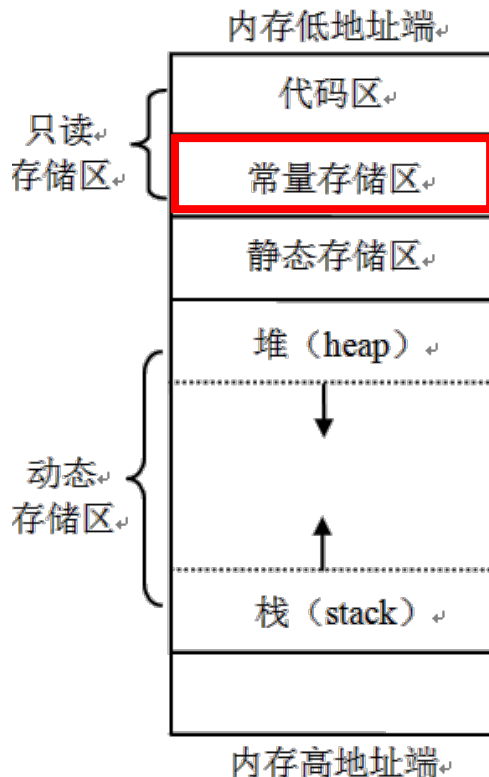 内存低地址端
代码区
只读
存储区
常量存储区
静态存储区
堆（heap）
动态
存储区
栈（stack）
内存高地址端